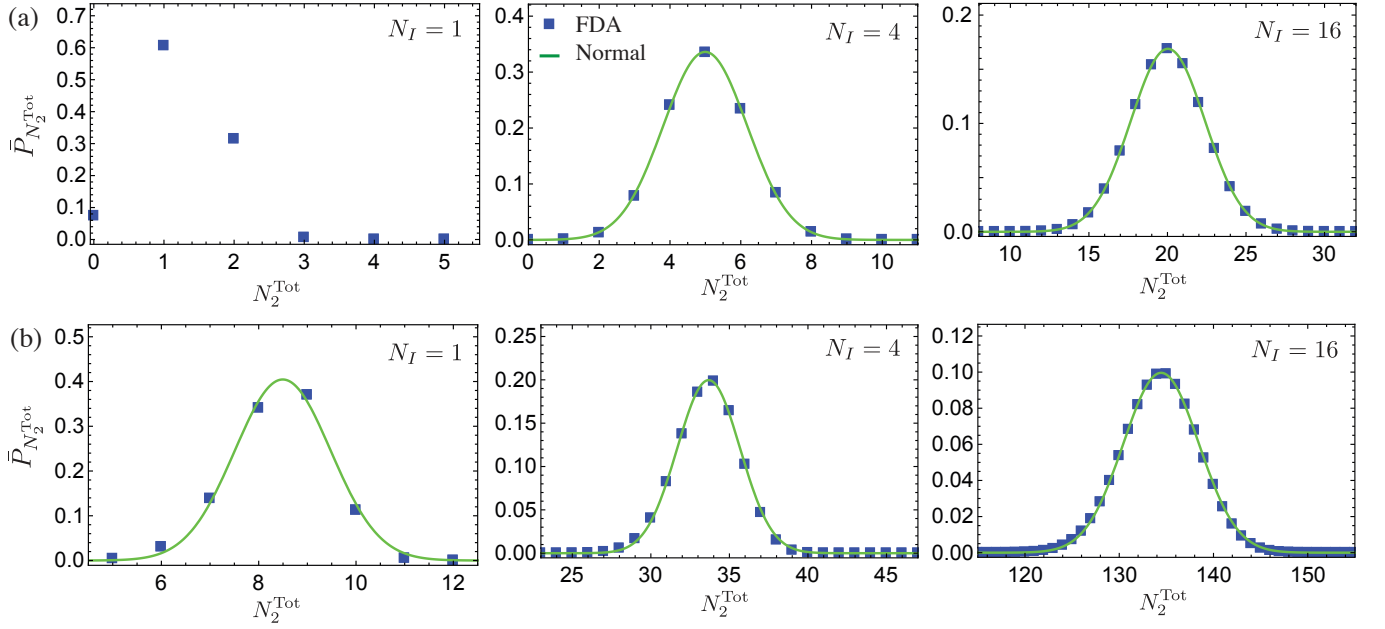 (a)
P̄_{N_2^{Tot}}
0.7
0.6
0.5
0.4
0.3
0.2
0.1
0.0
N_I = 1
0 1 2 3 4 5
N_2^{Tot}
0.4
0.3
0.2
0.1
0.0
FDA
Normal
N_I = 4
0 2 4 6 8 10
N_2^{Tot}
0.2
0.1
0.0
N_I = 16
10 15 20 25 30
N_2^{Tot}
(b)
P̄_{N_2^{Tot}}
0.5
0.4
0.3
0.2
0.1
0.0
N_I = 1
6 8 10 12
N_2^{Tot}
0.25
0.20
0.15
0.10
0.05
0.00
N_I = 4
25 30 35 40 45
N_2^{Tot}
0.12
0.10
0.08
0.06
0.04
0.02
0.00
N_I = 16
120 130 140 150
N_2^{Tot}